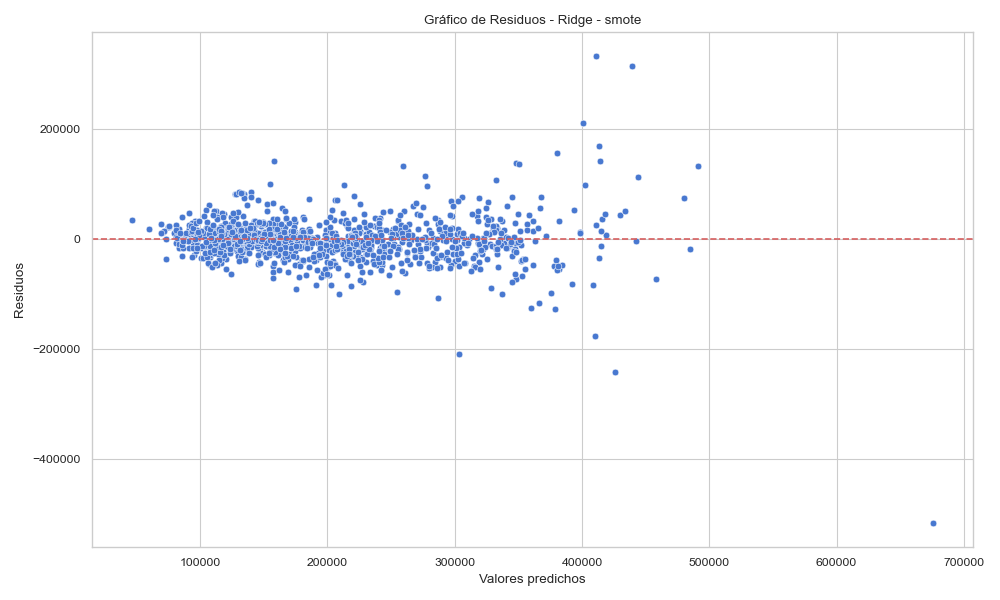 Gráfico de Residuos - Ridge - smote
Residuos
200000
0
−200000
−400000
100000 200000 300000 400000 500000 600000 700000
Valores predichos